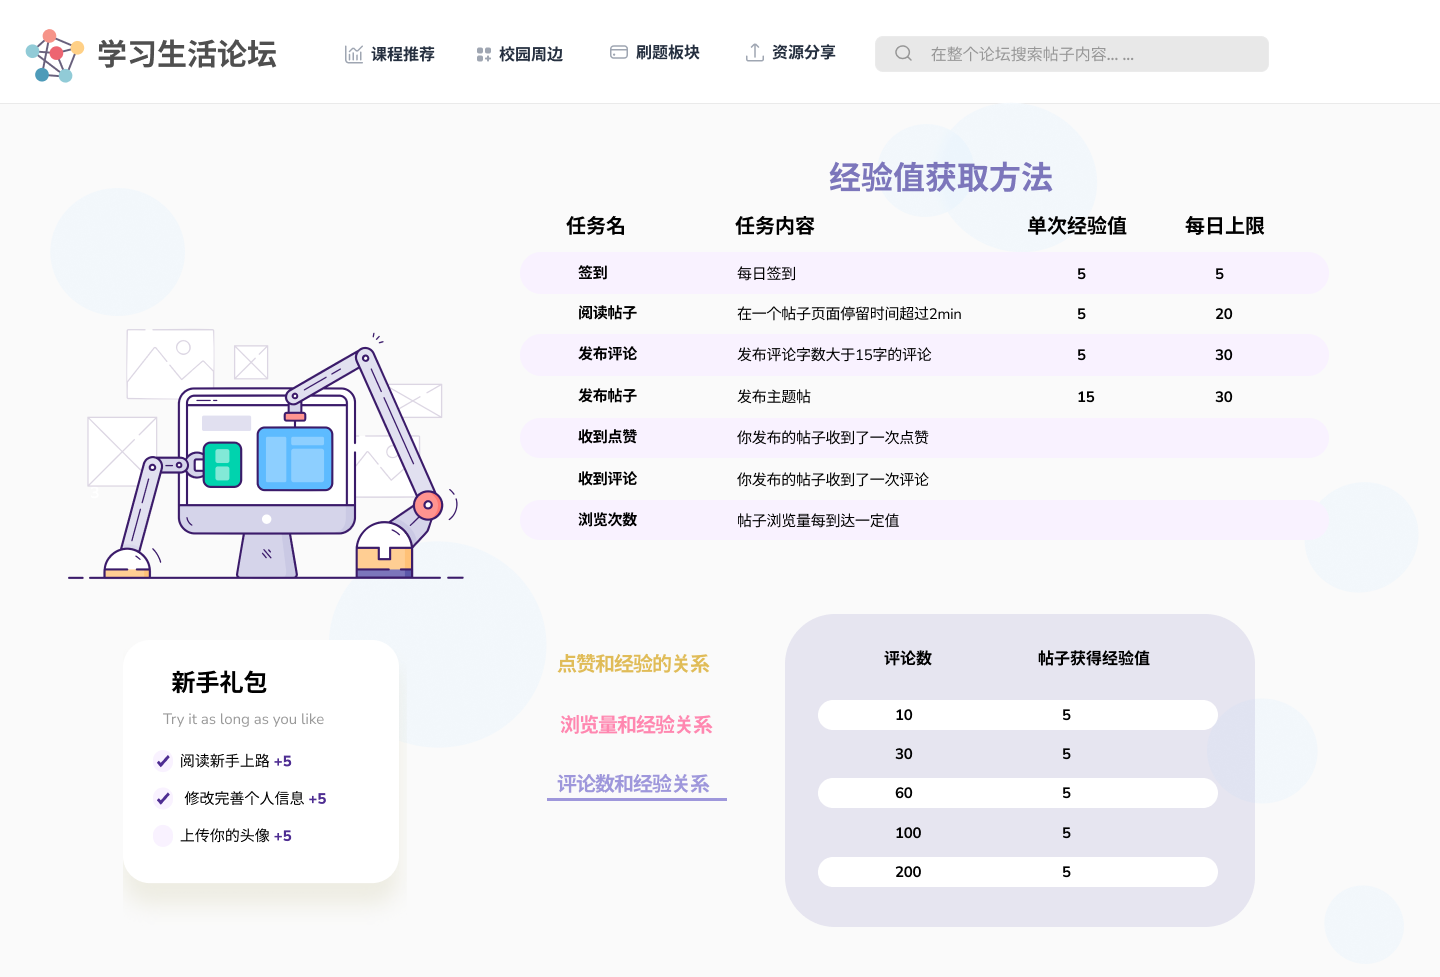 学习生活论坛
课程推荐
校园周边
刷题板块
资源分享
在整个论坛搜索帖子内容... ...
经验值获取方法
任务名 任务内容 单次经验值 每日上限
签到 每日签到 5 5
阅读帖子 在一个帖子页面停留时间超过2min 5 20
发布评论 发布评论字数大于15字的评论 5 30
发布帖子 发布主题帖 15 30
收到点赞 你发布的帖子收到了一次点赞
收到评论 你发布的帖子收到了一次评论
浏览次数 帖子浏览量每到达一定值
新手礼包
Try it as long as you like
阅读新手上路 +5
修改完善个人信息 +5
上传你的头像 +5
点赞和经验的关系
浏览量和经验关系
评论数和经验关系
评论数 帖子获得经验值
10 5
30 5
60 5
100 5
200 5